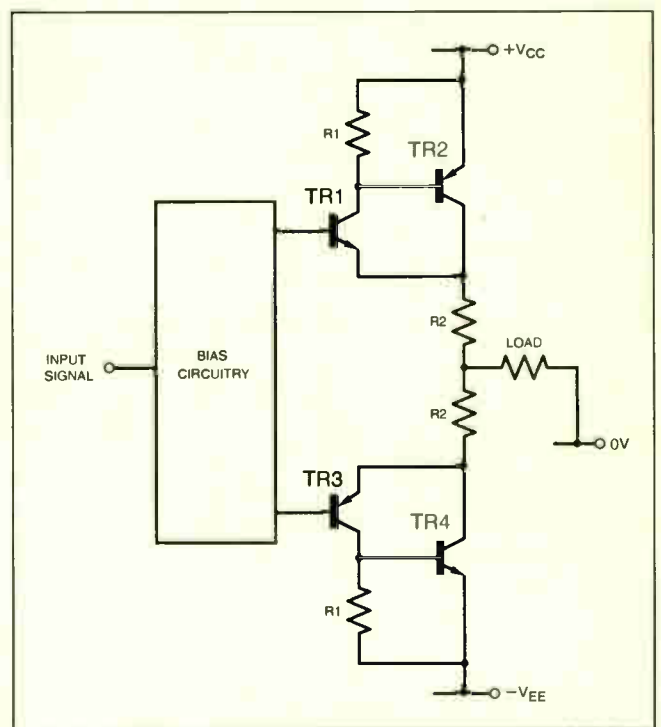 +VCC
R1
TR2
TR1
R2
LOAD
INPUT
SIGNAL
BIAS
CIRCUITRY
R2
0V
TR3
TR4
R1
−VEE